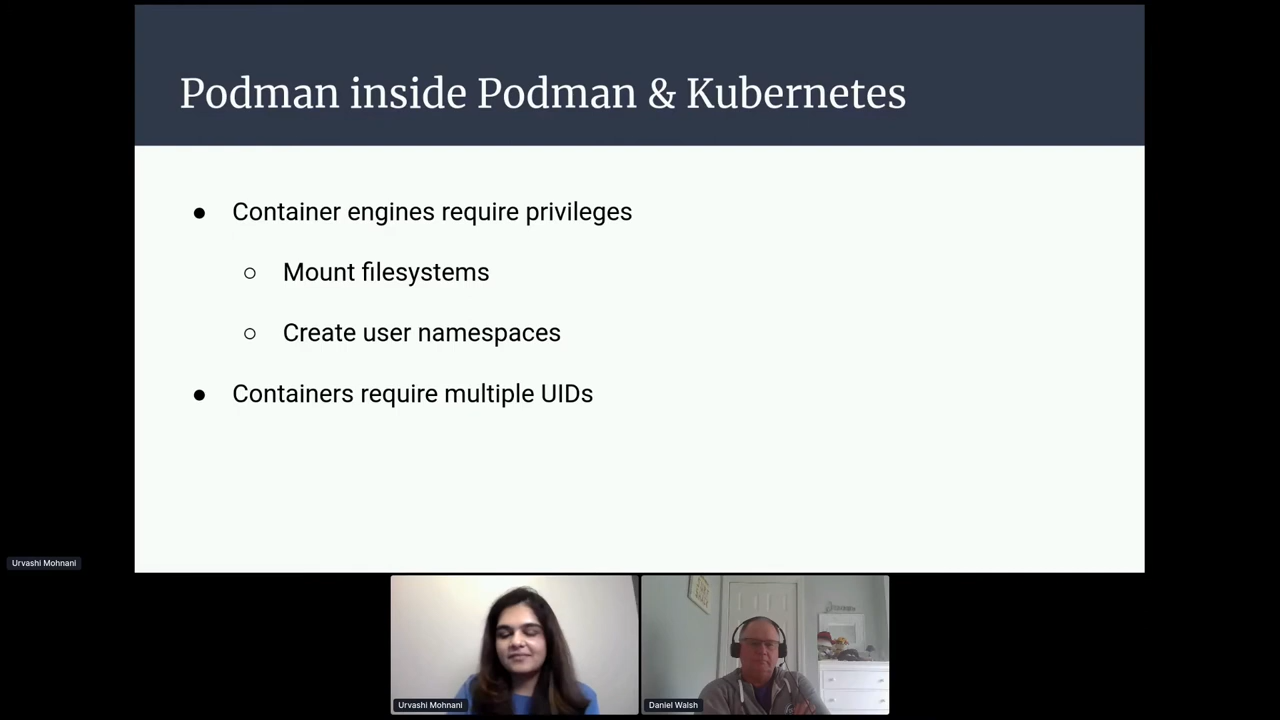 Podman inside Podman & Kubernetes
● Container engines require privileges
○ Mount filesystems
○ Create user namespaces
● Containers require multiple UIDs
Urvashi Mohnani
Urvashi Mohnani
Daniel Walsh